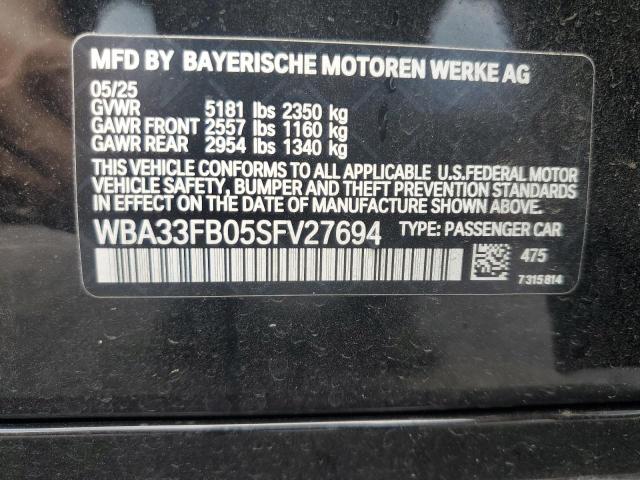 MFD BY BAYERISCHE MOTOREN WERKE AG
05/25
GVWR 5181 lbs 2350 kg
GAWR FRONT 2557 lbs 1160 kg
GAWR REAR 2954 lbs 1340 kg
THIS VEHICLE CONFORMS TO ALL APPLICABLE U.S.FEDERAL MOTOR
VEHICLE SAFETY, BUMPER AND THEFT PREVENTION STANDARDS
IN EFFECT ON THE DATE OF MANUFACTURE SHOWN ABOVE.
WBA33FB05SFV27694 TYPE: PASSENGER CAR
475
7315814